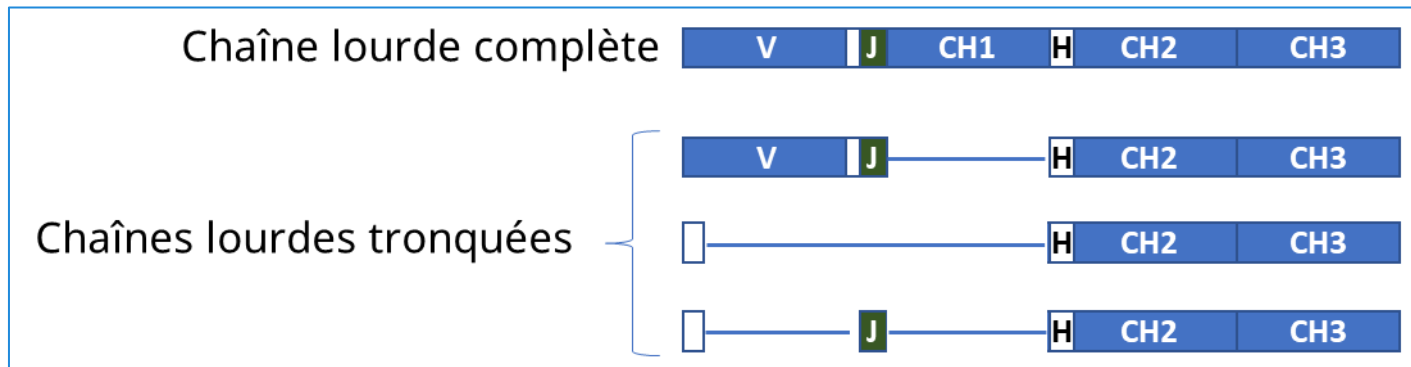 Chaîne lourde complète V J CH1 H CH2 CH3
V J H CH2 CH3
Chaînes lourdes tronquées H CH2 CH3
J H CH2 CH3